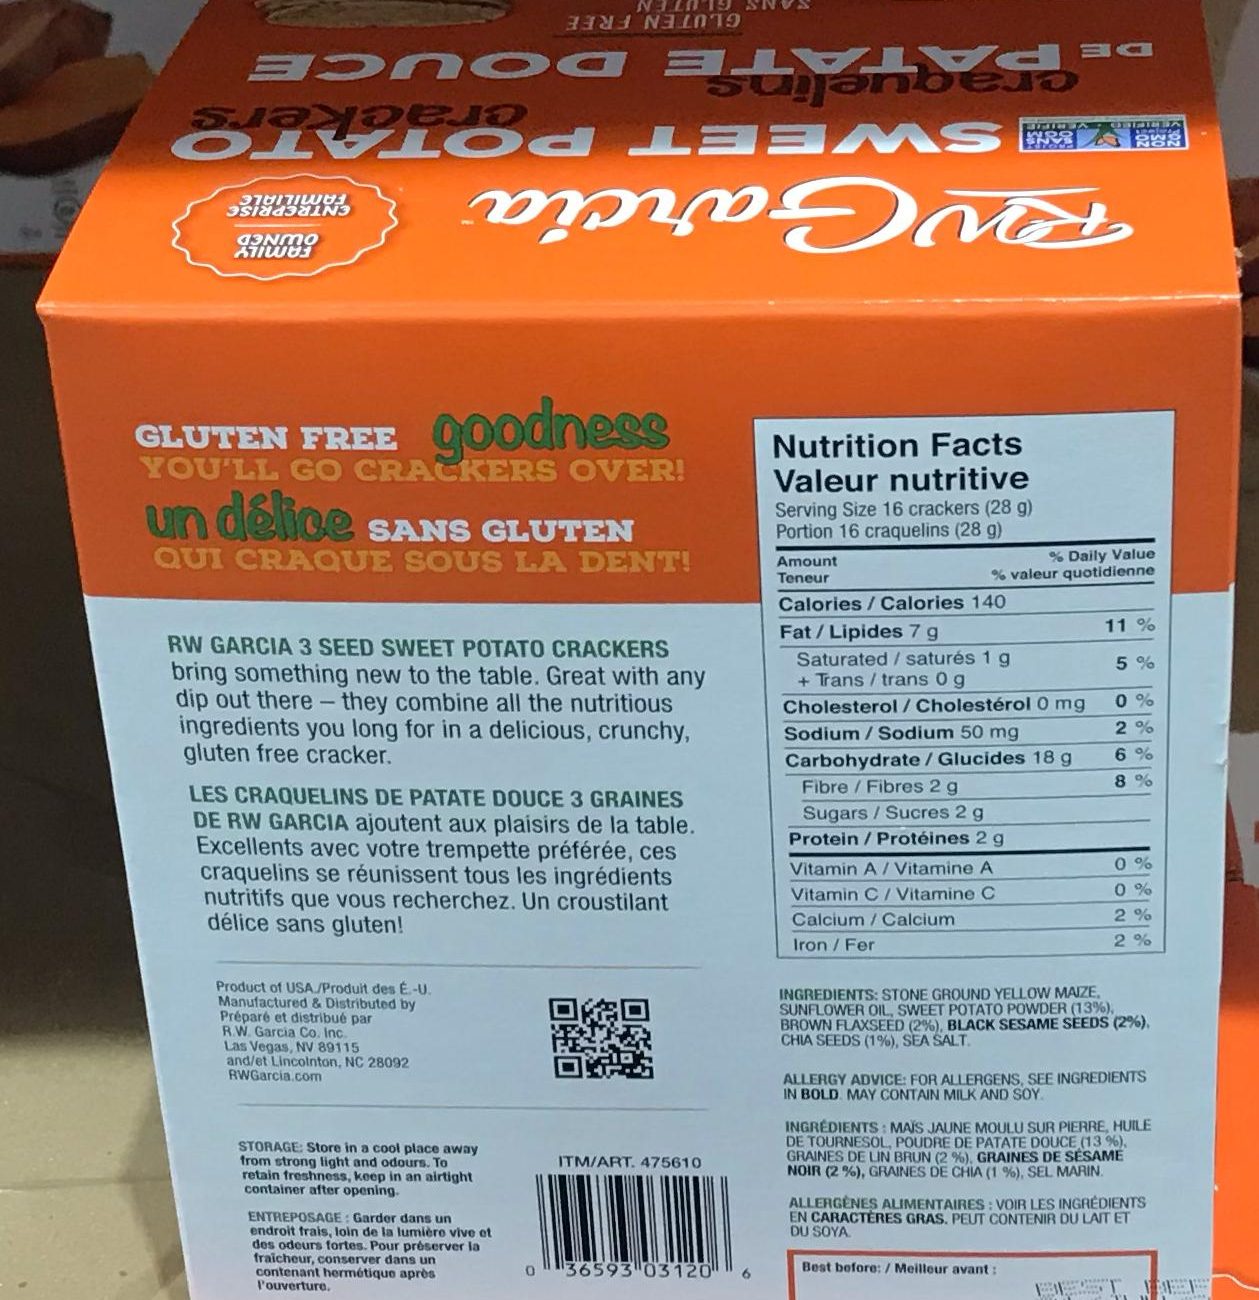 SANS GLUTEN
GLUTEN FREE
DE PATATE DOUCE
craquelins
crackers
SWEET POTATO
NON GMO Project VERIFIED
PROJET SANS OGM VÉRIFIÉ
RW Garcia™
ENTREPRISE
FAMILIALE
FAMILY
OWNED
GLUTEN FREE goodness
YOU'LL GO CRACKERS OVER!
un délice SANS GLUTEN
QUI CRAQUE SOUS LA DENT!
RW GARCIA 3 SEED SWEET POTATO CRACKERS
bring something new to the table. Great with any
dip out there – they combine all the nutritious
ingredients you long for in a delicious, crunchy,
gluten free cracker.
LES CRAQUELINS DE PATATE DOUCE 3 GRAINES
DE RW GARCIA ajoutent aux plaisirs de la table.
Excellents avec votre trempette préférée, ces
craquelins se réunissent tous les ingrédients
nutritifs que vous recherchez. Un croustilant
délice sans gluten!
Product of USA./Produit des É.-U.
Manufactured & Distributed by
Préparé et distribué par
R.W. Garcia Co. Inc.
Las Vegas, NV 89115
and/et Lincolnton, NC 28092
RWGarcia.com
STORAGE: Store in a cool place away
from strong light and odours. To
retain freshness, keep in an airtight
container after opening.
ENTREPOSAGE : Garder dans un
endroit frais, loin de la lumière vive et
des odeurs fortes. Pour préserver la
fraîcheur, conserver dans un
contenant hermétique après
l'ouverture.
ITM/ART. 475610
0 36593 03120 6
Nutrition Facts
Valeur nutritive
Serving Size 16 crackers (28 g)
Portion 16 craquelins (28 g)
Amount % Daily Value
Teneur % valeur quotidienne
Calories / Calories 140
Fat / Lipides 7 g 11 %
Saturated / saturés 1 g 5 %
+ Trans / trans 0 g
Cholesterol / Cholestérol 0 mg 0 %
Sodium / Sodium 50 mg 2 %
Carbohydrate / Glucides 18 g 6 %
Fibre / Fibres 2 g 8 %
Sugars / Sucres 2 g
Protein / Protéines 2 g
Vitamin A / Vitamine A 0 %
Vitamin C / Vitamine C 0 %
Calcium / Calcium 2 %
Iron / Fer 2 %
INGREDIENTS: STONE GROUND YELLOW MAIZE,
SUNFLOWER OIL, SWEET POTATO POWDER (13%),
BROWN FLAXSEED (2%), BLACK SESAME SEEDS (2%),
CHIA SEEDS (1%), SEA SALT.
ALLERGY ADVICE: FOR ALLERGENS, SEE INGREDIENTS
IN BOLD. MAY CONTAIN MILK AND SOY.
INGRÉDIENTS : MAÏS JAUNE MOULU SUR PIERRE, HUILE
DE TOURNESOL, POUDRE DE PATATE DOUCE (13 %),
GRAINES DE LIN BRUN (2 %), GRAINES DE SÉSAME
NOIR (2 %), GRAINES DE CHIA (1 %), SEL MARIN.
ALLERGÈNES ALIMENTAIRES : VOIR LES INGRÉDIENTS
EN CARACTÈRES GRAS. PEUT CONTENIR DU LAIT ET
DU SOYA.
Best before: / Meilleur avant :